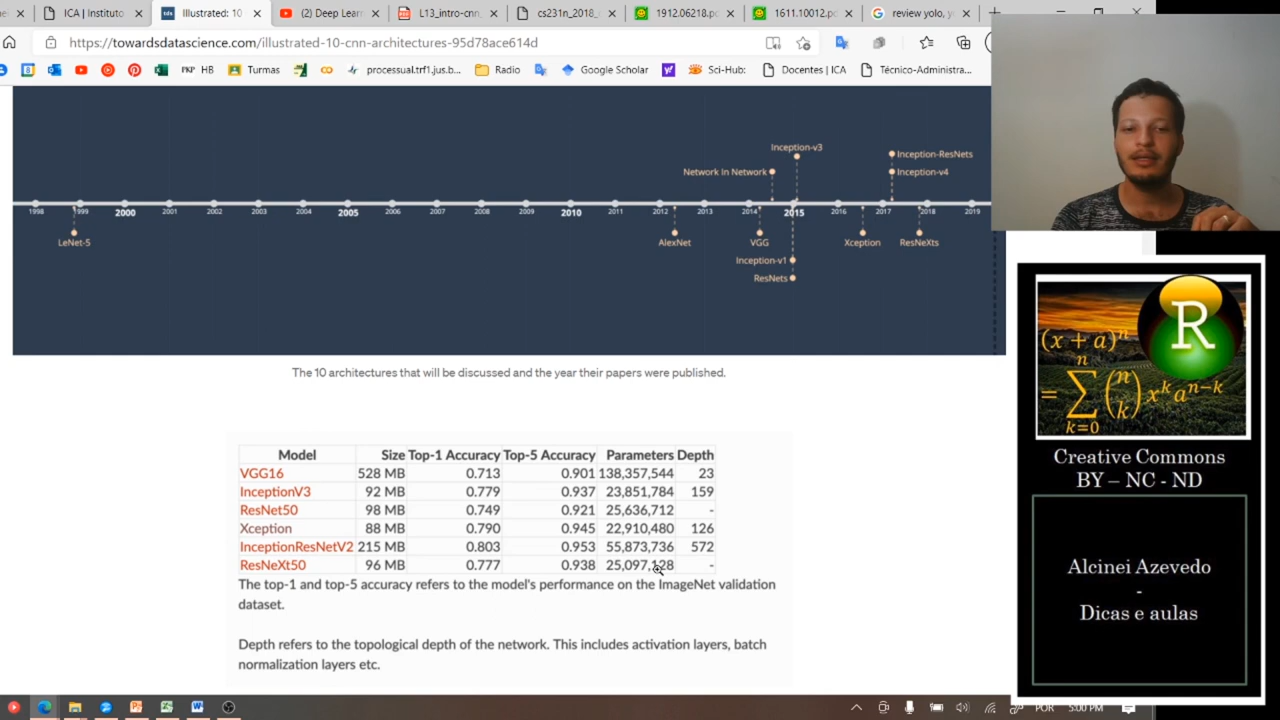 ICA | Instituto
Illustrated: 10
(2) Deep Learn
L13_intro-cnn
cs231n_2018_
1912.06218.p
1611.10012.p
review yolo, y
https://towardsdatascience.com/illustrated-10-cnn-architectures-95d78ace614d
PKP HB
Turmas
processual.trf1.jus.b...
Radio
Google Scholar
Sci-Hub:
Docentes | ICA
Técnico-Administra...
Inception-v3
Inception-ResNets
Network In Network
Inception-v4
1998 1999 2000 2001 2002 2003 2004 2005 2006 2007 2008 2009 2010 2011 2012 2013 2014 2015 2016 2017 2018 2019
LeNet-5
AlexNet
VGG
Xception
ResNeXts
Inception-v1
ResNets
The 10 architectures that will be discussed and the year their papers were published.
Model Size Top-1 Accuracy Top-5 Accuracy Parameters Depth
VGG16 528 MB 0.713 0.901 138,357,544 23
InceptionV3 92 MB 0.779 0.937 23,851,784 159
ResNet50 98 MB 0.749 0.921 25,636,712 -
Xception 88 MB 0.790 0.945 22,910,480 126
InceptionResNetV2 215 MB 0.803 0.953 55,873,736 572
ResNeXt50 96 MB 0.777 0.938 25,097,128 -
The top-1 and top-5 accuracy refers to the model's performance on the ImageNet validation
dataset.
Depth refers to the topological depth of the network. This includes activation layers, batch
normalization layers etc.
R
(x + a)^n
= ∑_{k=0}^{n} (n k) x^k a^{n-k}
Creative Commons
BY – NC - ND
Alcinei Azevedo
-
Dicas e aulas
POR 5:00 PM